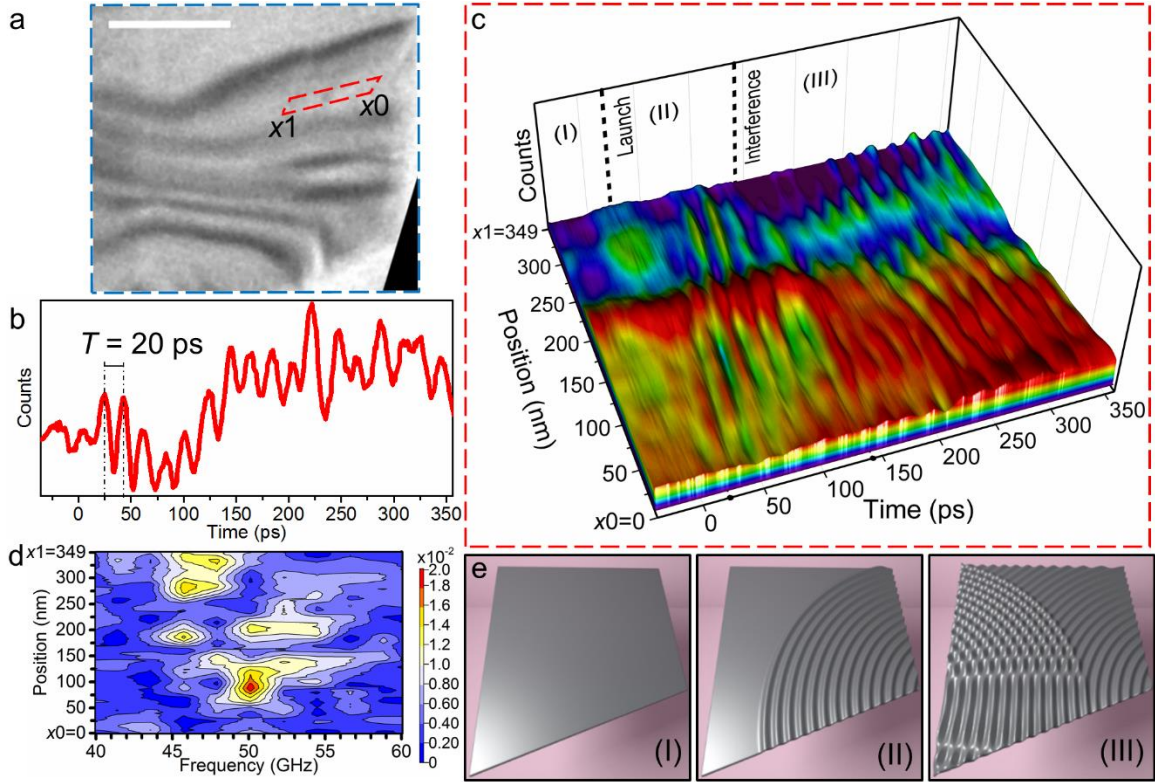 a
x1
x0
b
T = 20 ps
Counts
0 50 100 150 200 250 300 350
Time (ps)
c
Counts
(I)
Launch
(II)
Interference
(III)
x1=349
300
250
200
150
100
50
x0=0
Position (nm)
0 50 100 150 200 250 300 350
Time (ps)
d
x1=349
300
250
200
150
100
50
x0=0
Position (nm)
40 45 50 55 60
Frequency (GHz)
x10-2
2.0
1.8
1.6
1.4
1.2
1.0
0.80
0.60
0.40
0.20
0
e
(I)
(II)
(III)